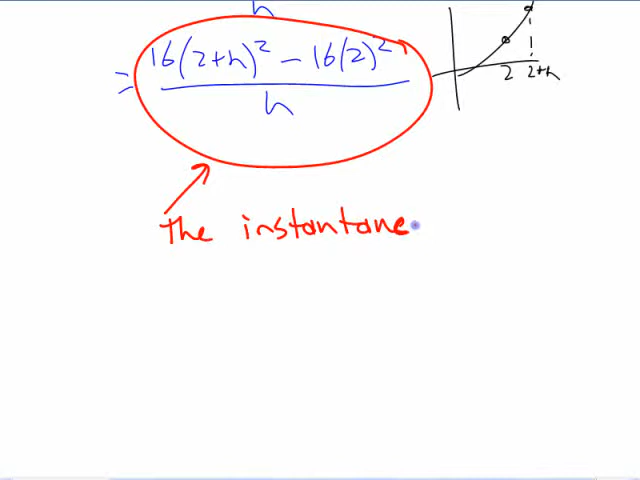 h
= 16(2+h)² - 16(2)²
h
2 2+h
The instantane